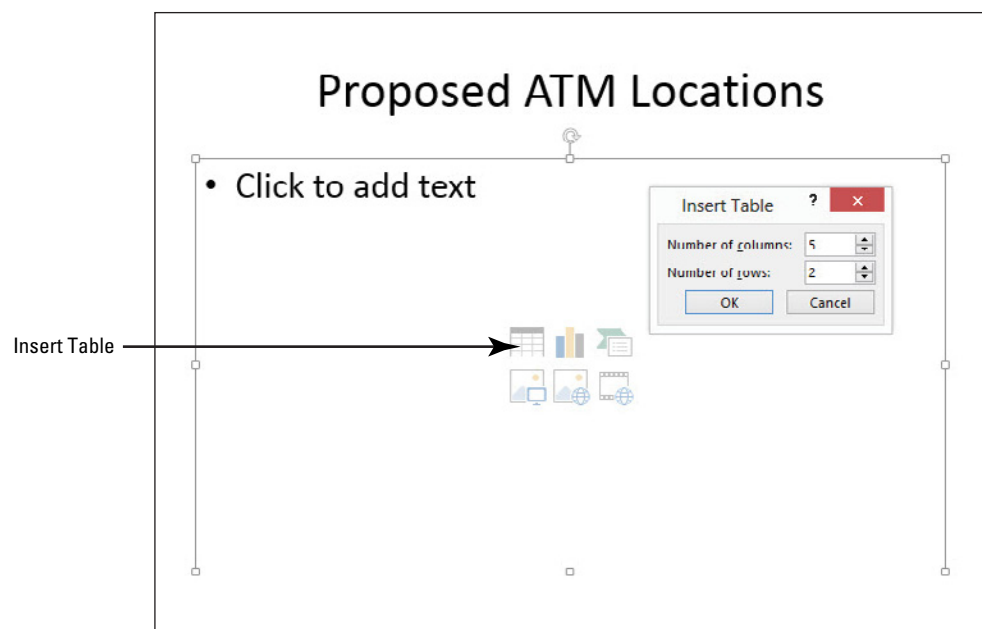 Proposed ATM Locations
• Click to add text
Insert Table ? ×
Number of columns: 5
Number of rows: 2
OK Cancel
Insert Table